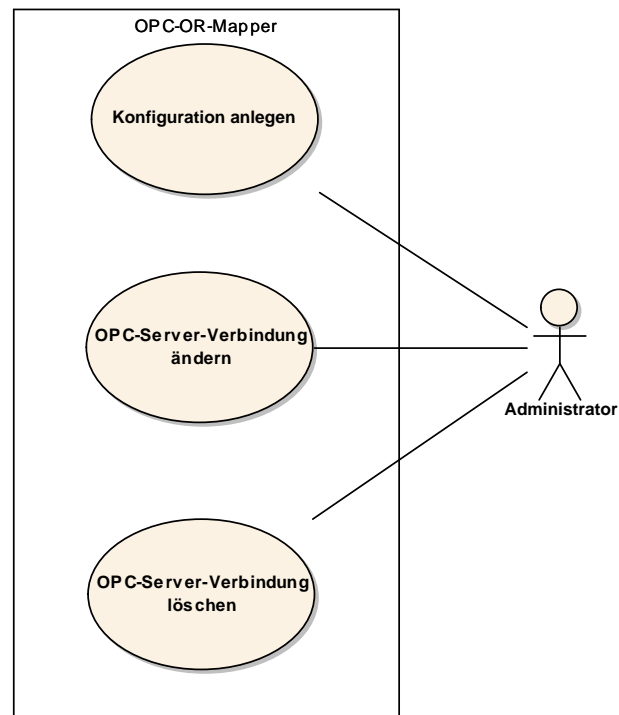 OPC-OR-Mapper
Konfiguration anlegen
OPC-Server-Verbindung
ändern
Administrator
OPC-Server-Verbindung
löschen